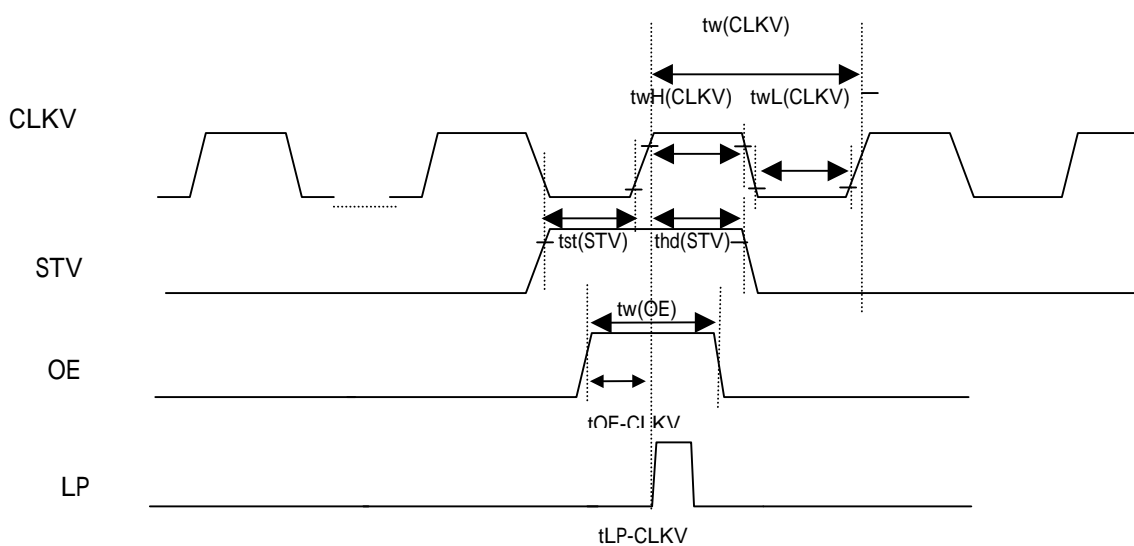 tw(CLKV)
twH(CLKV) twL(CLKV)
CLKV
tst(STV) thd(STV)
STV
tw(OE)
OE
tOE-CLKV
LP
tLP-CLKV